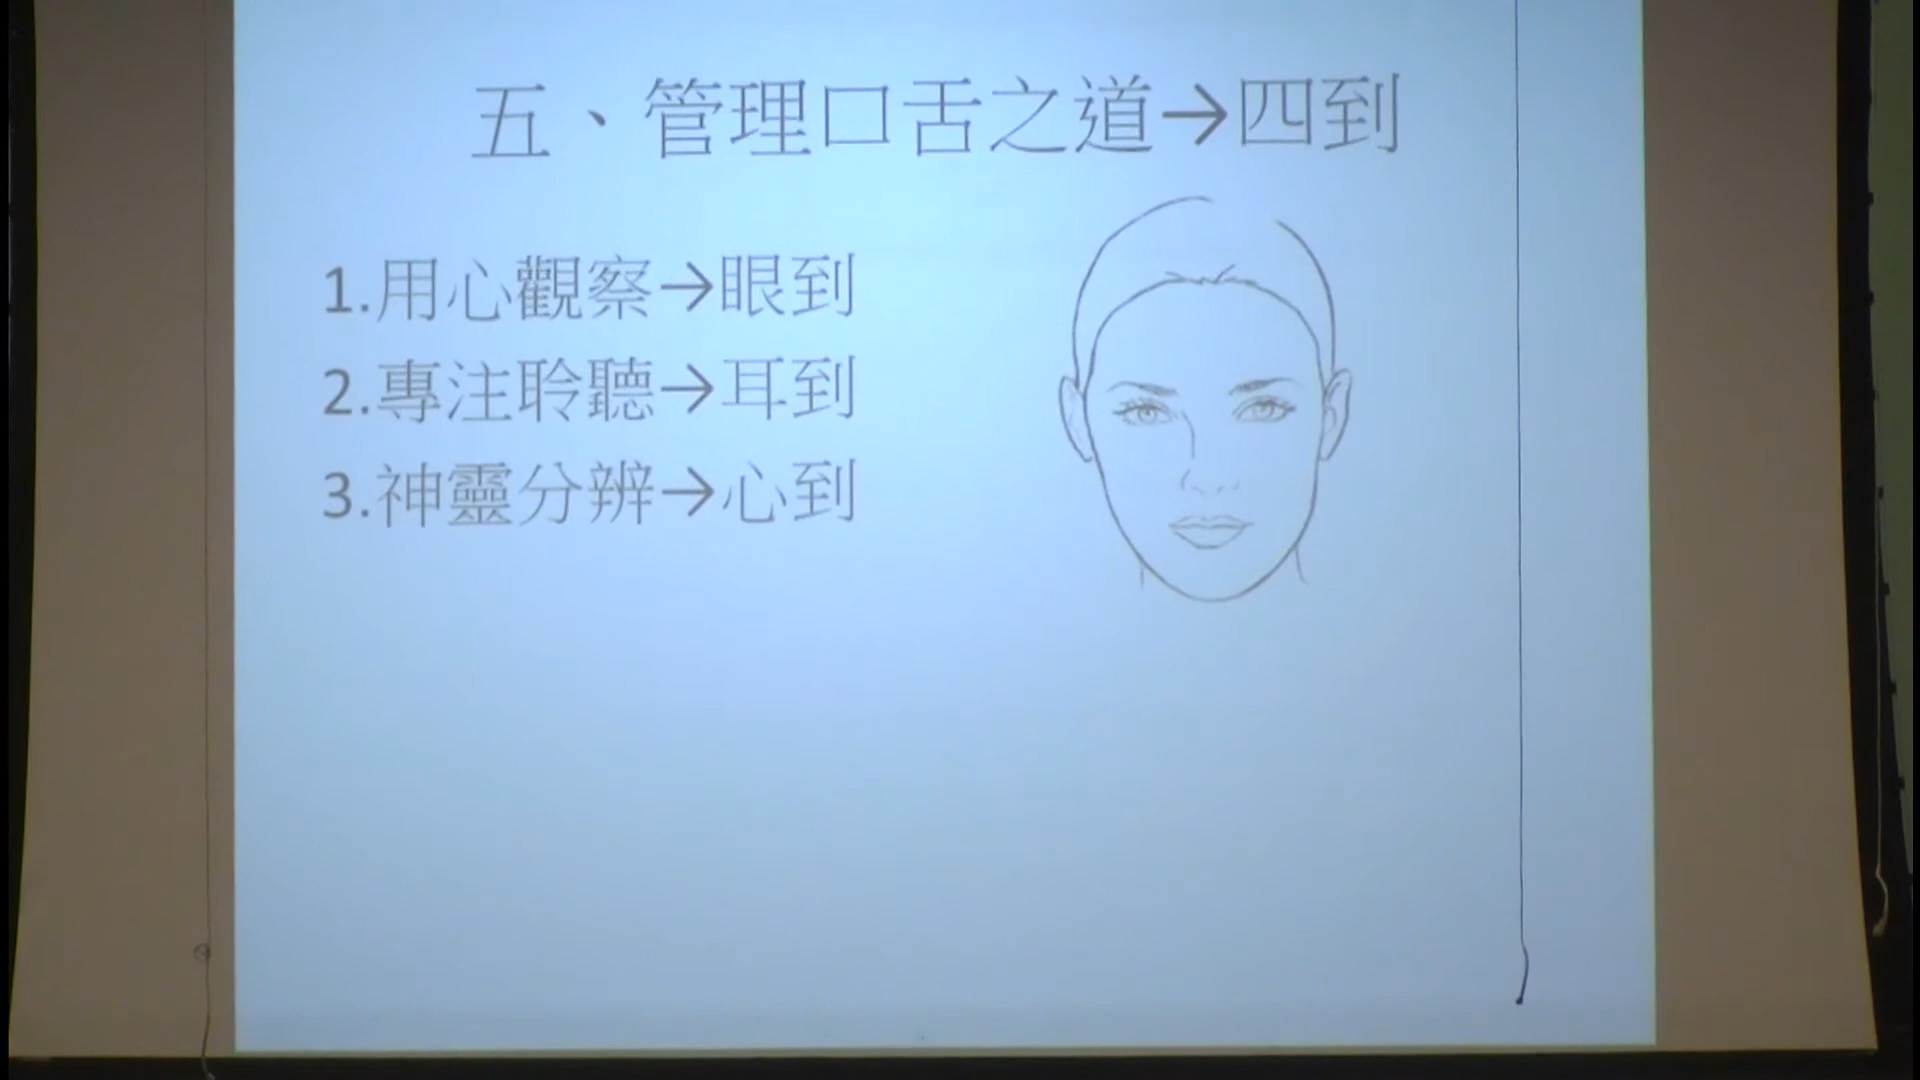 五、管理口舌之道→四到
1.用心觀察→眼到
2.專注聆聽→耳到
3.神靈分辨→心到